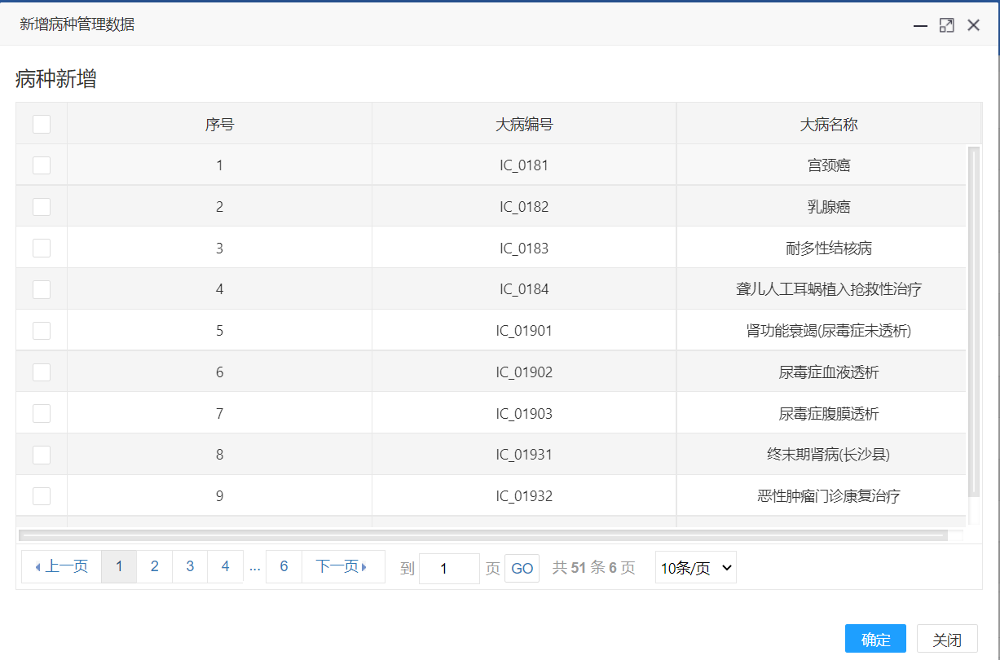 新增病种管理数据
病种新增
序号 大病编号 大病名称
1 IC_0181 宫颈癌
2 IC_0182 乳腺癌
3 IC_0183 耐多性结核病
4 IC_0184 聋儿人工耳蜗植入抢救性治疗
5 IC_01901 肾功能衰竭(尿毒症未透析)
6 IC_01902 尿毒症血液透析
7 IC_01903 尿毒症腹膜透析
8 IC_01931 终末期肾病(长沙县)
9 IC_01932 恶性肿瘤门诊康复治疗
上一页 1 2 3 4 ... 6 下一页 到 1 页 GO 共 51 条 6 页 10条/页
确定 关闭